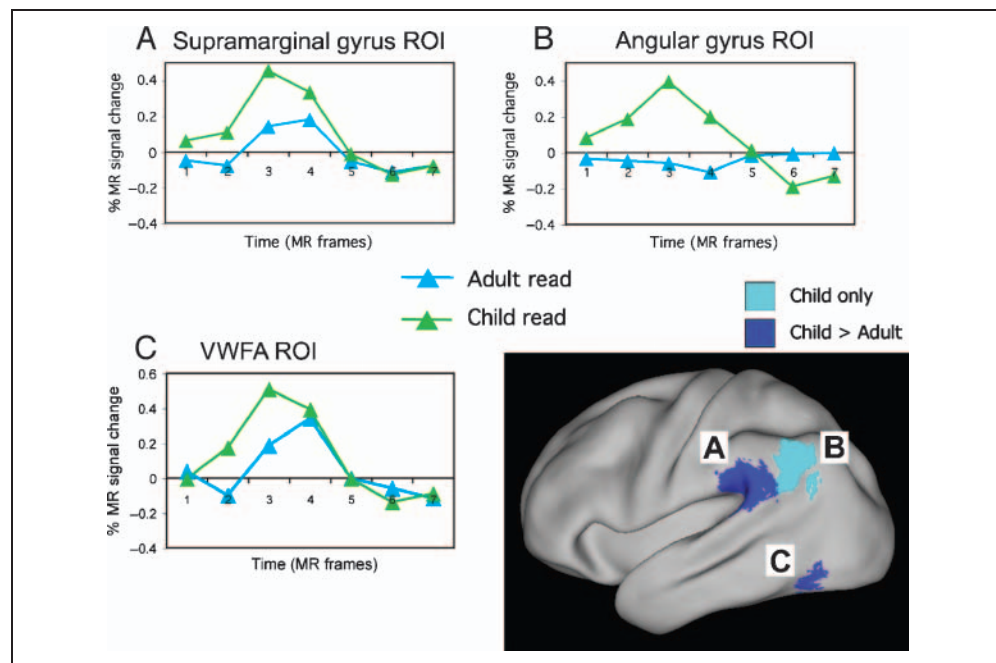 A Supramarginal gyrus ROI
% MR signal change
0.4
0.2
0
−0.2
−0.4
1 2 3 4 5 6 7
Time (MR frames)
B Angular gyrus ROI
% MR signal change
0.4
0.2
0
−0.2
−0.4
1 2 3 4 5 6 7
Time (MR frames)
Adult read
Child read
Child only
Child > Adult
C VWFA ROI
% MR signal change
0.6
0.4
0.2
0
−0.2
−0.4
1 2 3 4 5 6 7
Time (MR frames)
A
B
C